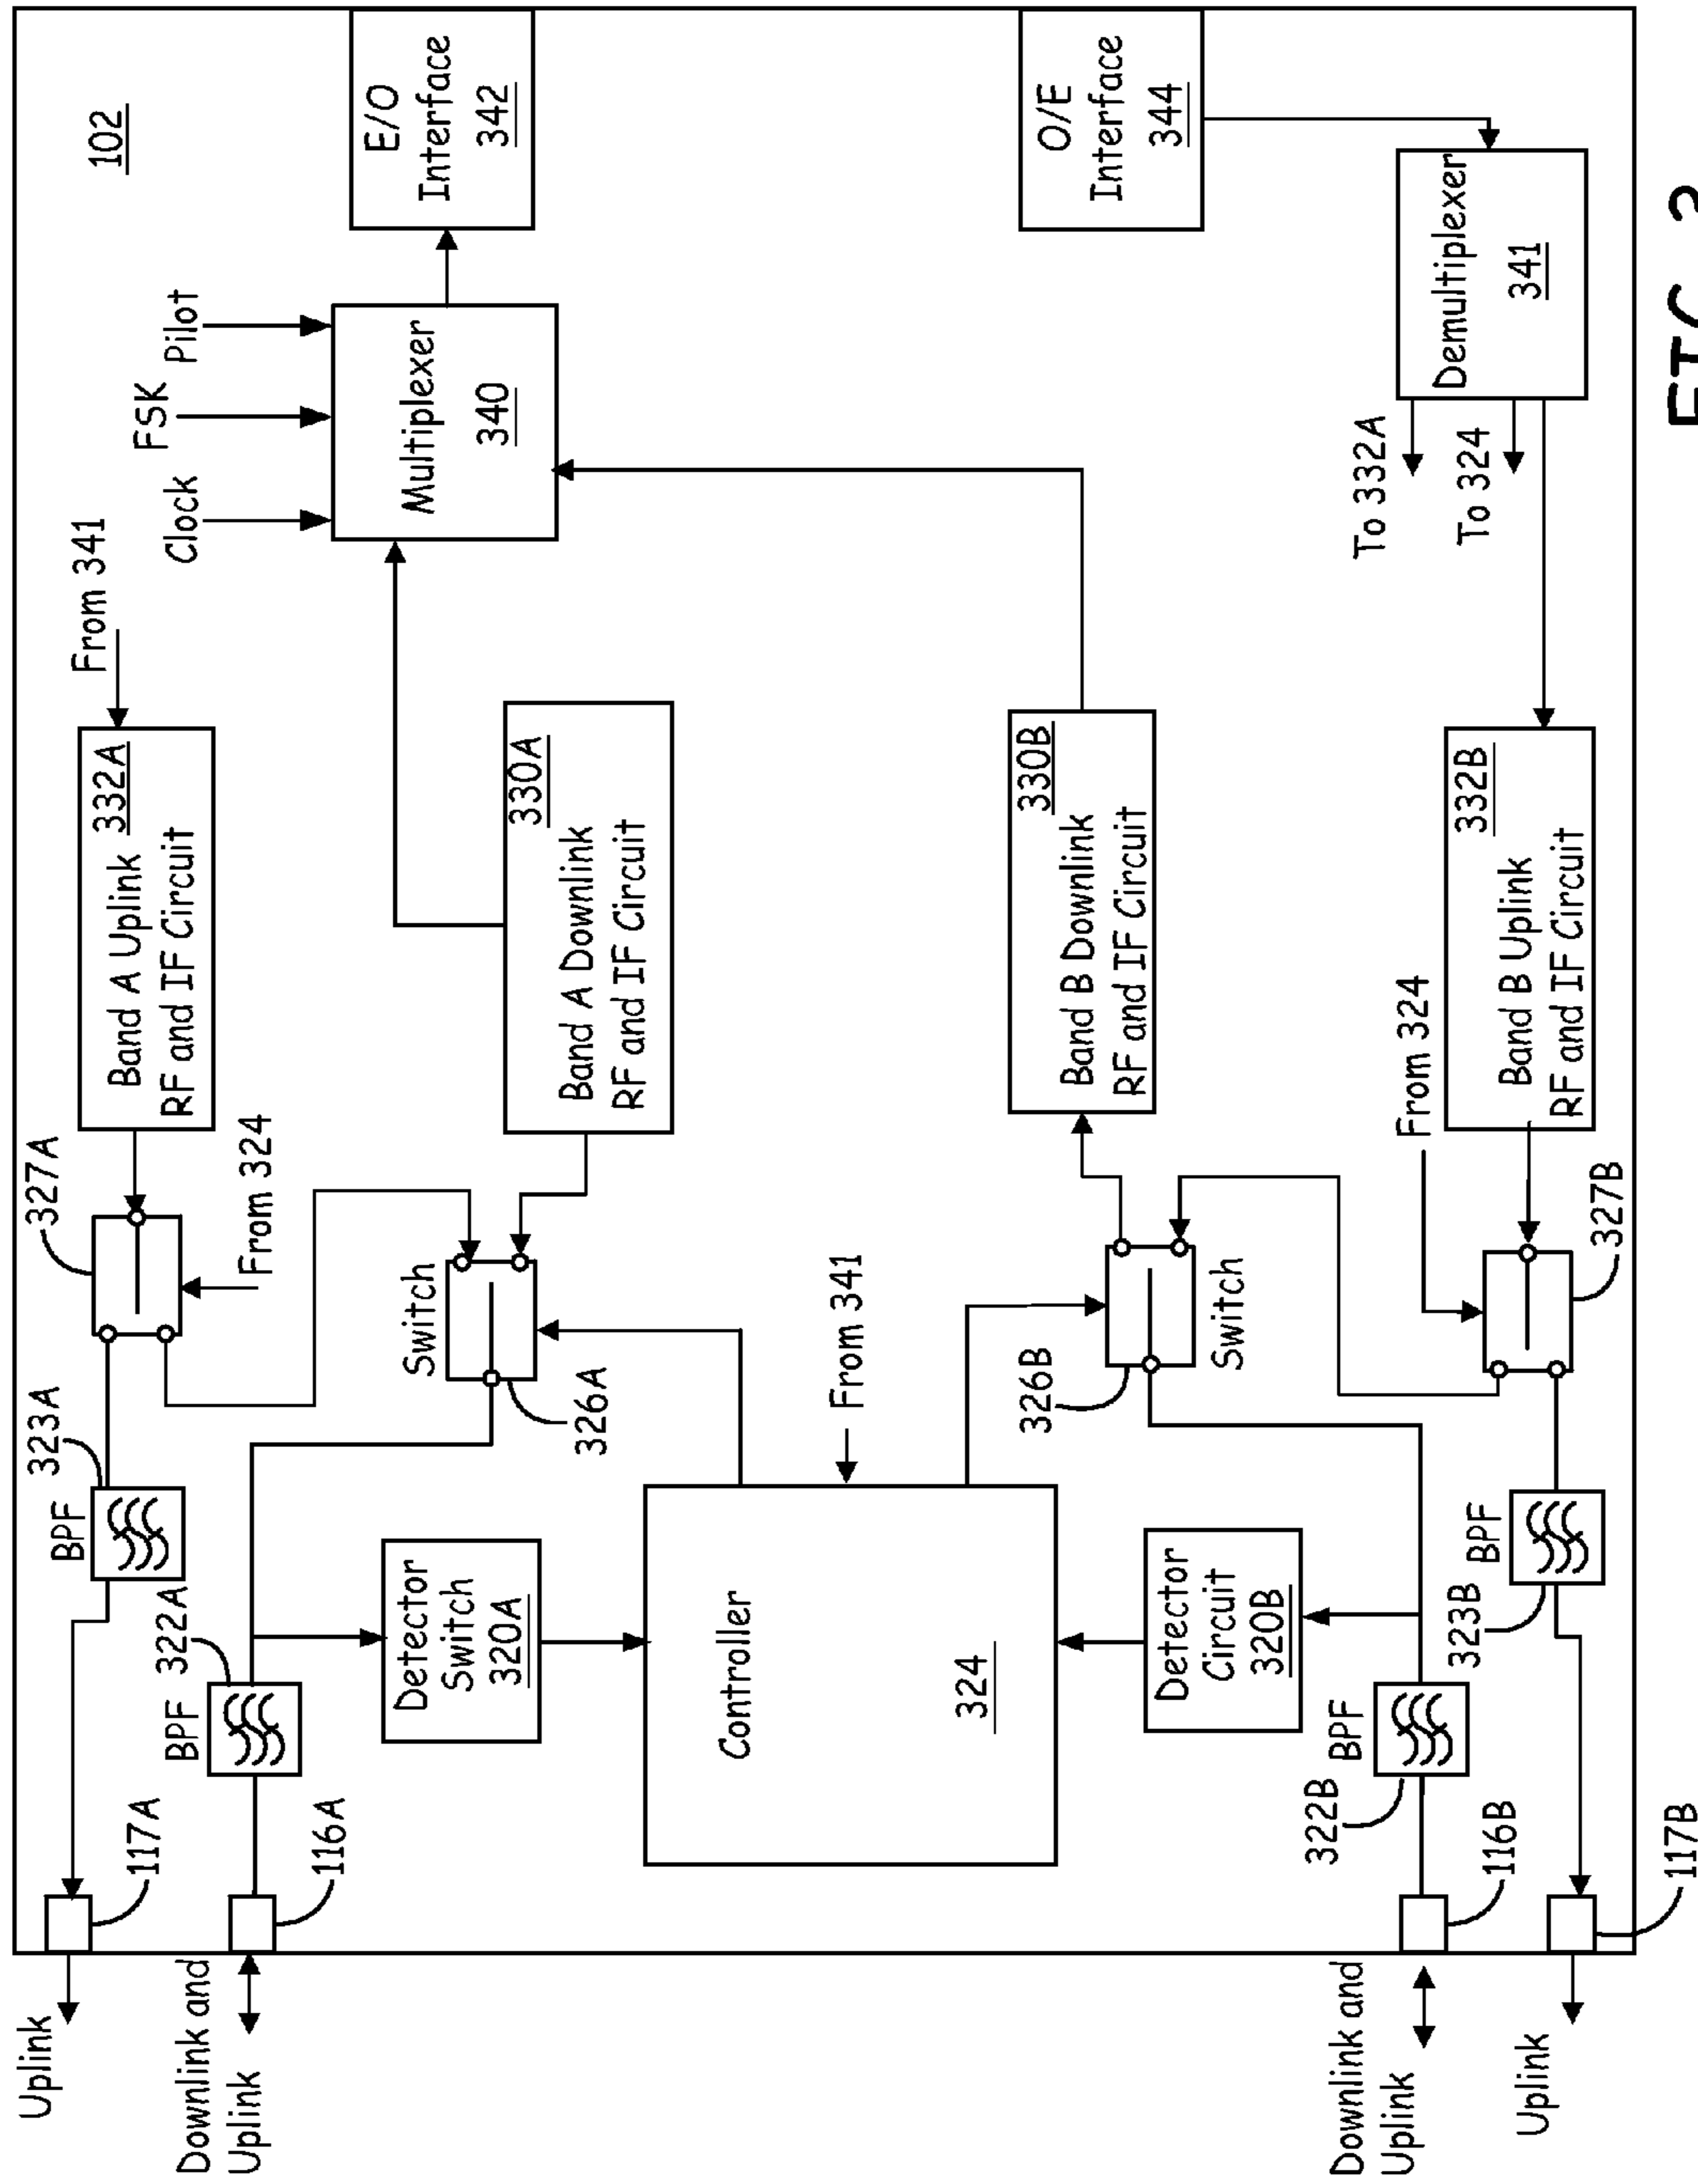 102
Uplink
117A
BPF
323A
327A
From 324
Band A Uplink 332A
RF and IF Circuit
From 341
Downlink and
Uplink
116A
BPF
322A
Detector
Switch
320A
Switch
326A
330A
Band A Downlink
RF and IF Circuit
Clock
FSK
Pilot
Multiplexer
340
E/O
Interface
342
Controller
324
From 341
Detector
Circuit
320B
326B
Switch
330B
Band B Downlink
RF and IF Circuit
O/E
Interface
344
Downlink and
Uplink
322B
BPF
116B
323B
BPF
From 324
327B
332B
Band B Uplink
RF and IF Circuit
To 332A
To 324
Demultiplexer
341
Uplink
117B